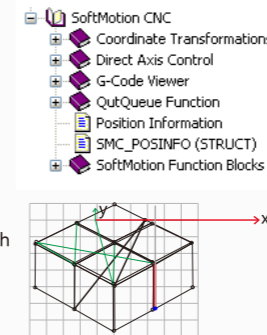 SoftMotion CNC
Coordinate Transformations
Direct Axis Control
G-Code Viewer
QutQueue Function
Position Information
SMC_POSINFO (STRUCT)
SoftMotion Function Blocks
y
x
h